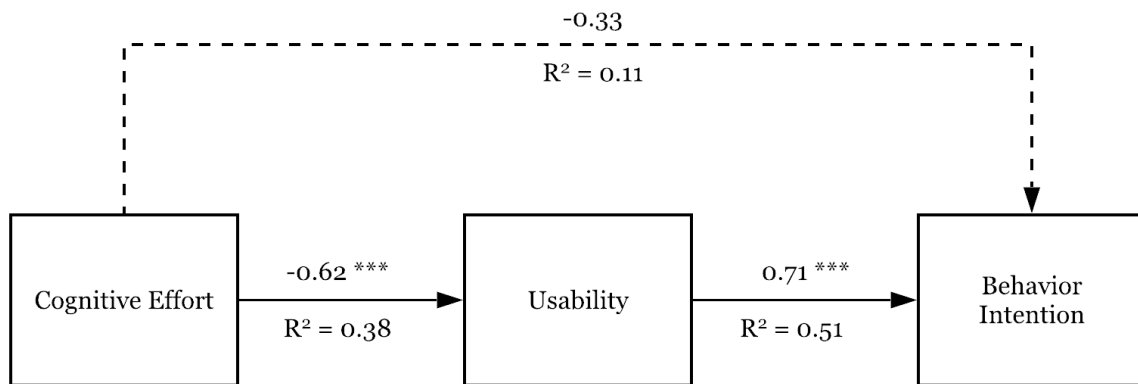 -0.33
R² = 0.11
Cognitive Effort
-0.62 ***
R² = 0.38
Usability
0.71 ***
R² = 0.51
Behavior
Intention